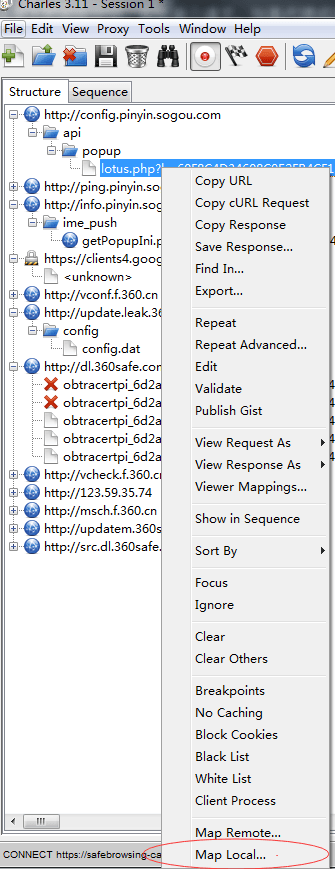 Charles 3.11 - Session 1 *
File Edit View Proxy Tools Window Help
Structure Sequence
http://config.pinyin.sogou.com
api
popup
lotus.php?
http://ping.pinyin.so
http://info.pinyin.so
ime_push
getPopupIni.p
https://clients4.goog
<unknown>
http://vconf.f.360.cn
http://update.leak.36
config
config.dat
http://dl.360safe.com
obtracertpi_6d2a
obtracertpi_6d2a
obtracertpi_6d2a
obtracertpi_6d2a
obtracertpi_6d2a
http://vcheck.f.360.cn
http://123.59.35.74
http://msch.f.360.cn
http://updatem.360s
http://src.dl.360safe.
Copy URL
Copy cURL Request
Copy Response
Save Response...
Find In...
Export...
Repeat
Repeat Advanced...
Edit
Validate
Publish Gist
View Request As
View Response As
Viewer Mappings...
Show in Sequence
Sort By
Focus
Ignore
Clear
Clear Others
Breakpoints
No Caching
Block Cookies
Black List
White List
Client Process
Map Remote...
Map Local...
CONNECT https://safebrowsing-ca